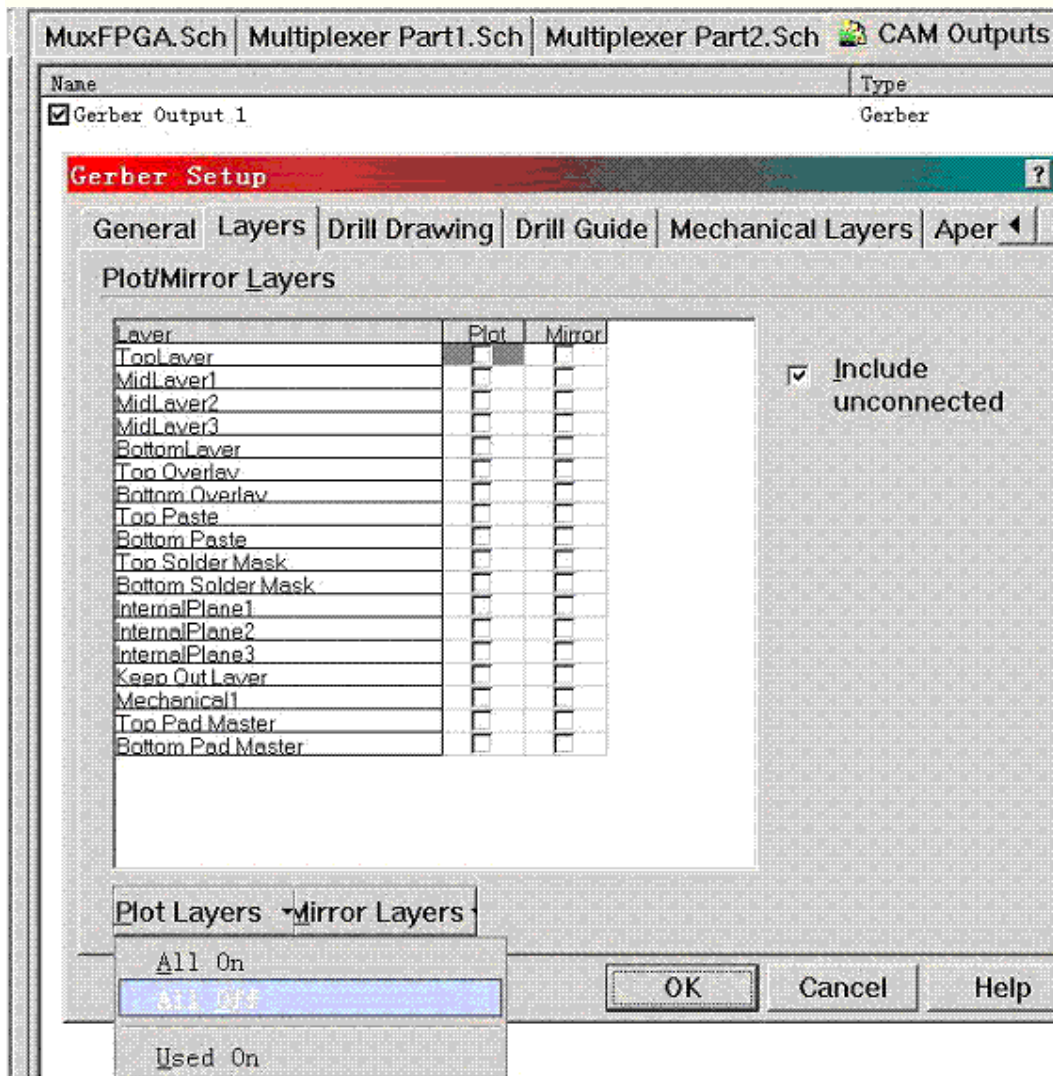 MuxFPGA.Sch Multiplexer Part1.Sch Multiplexer Part2.Sch CAM Outputs
Name Type
Gerber Output 1 Gerber
Gerber Setup ?
General Layers Drill Drawing Drill Guide Mechanical Layers Aper
Plot/Mirror Layers
Layer Plot Mirror
TopLayer
MidLayer1
MidLayer2
MidLayer3
BottomLayer
Top Overlay
Bottom Overlay
Top Paste
Bottom Paste
Top Solder Mask
Bottom Solder Mask
InternalPlane1
InternalPlane2
InternalPlane3
Keep Out Layer
Mechanical1
Top Pad Master
Bottom Pad Master
Include
unconnected
Plot Layers Mirror Layers
All On
All Off
Used On
OK Cancel Help